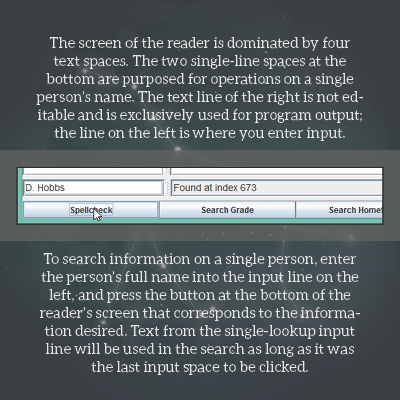 The screen of the reader is dominated by four
text spaces. The two single-line spaces at the
bottom are purposed for operations on a single
person's name. The text line of the right is not ed-
itable and is exclusively used for program output;
the line on the left is where you enter input.
D. Hobbs Found at index 673
Spellcheck Search Grade Search Home
To search information on a single person, enter
the person's full name into the input line on the
left, and press the button at the bottom of the
reader's screen that corresponds to the informa-
tion desired. Text from the single-lookup input
line will be used in the search as long as it was
the last input space to be clicked.